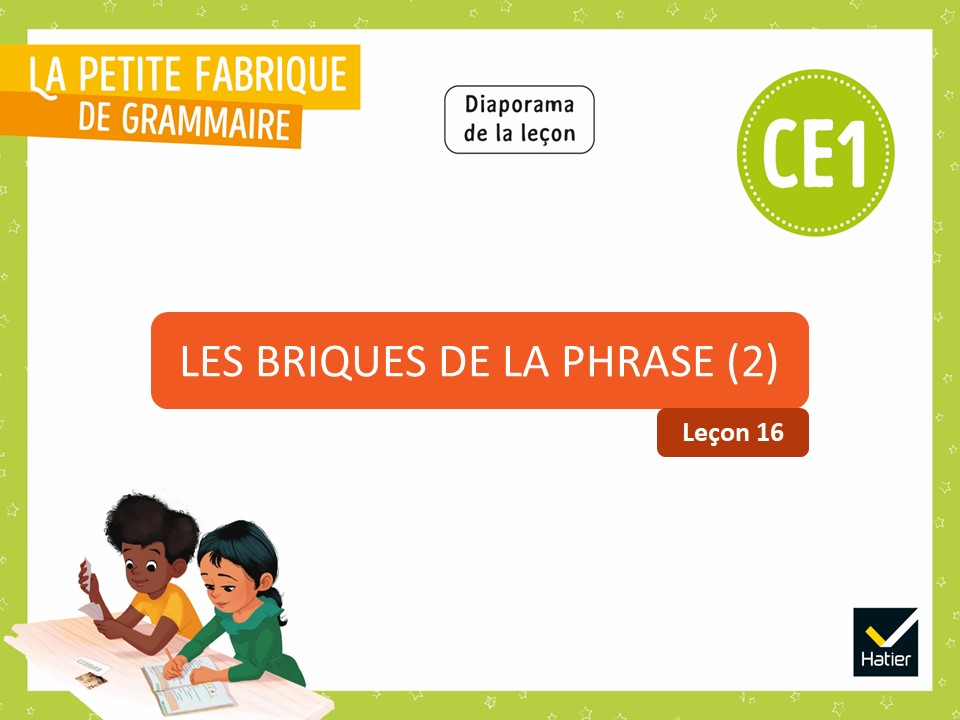 LA PETITE FABRIQUE
DE GRAMMAIRE
Diaporama
de la leçon
CE1
LES BRIQUES DE LA PHRASE (2)
Leçon 16
Hatier